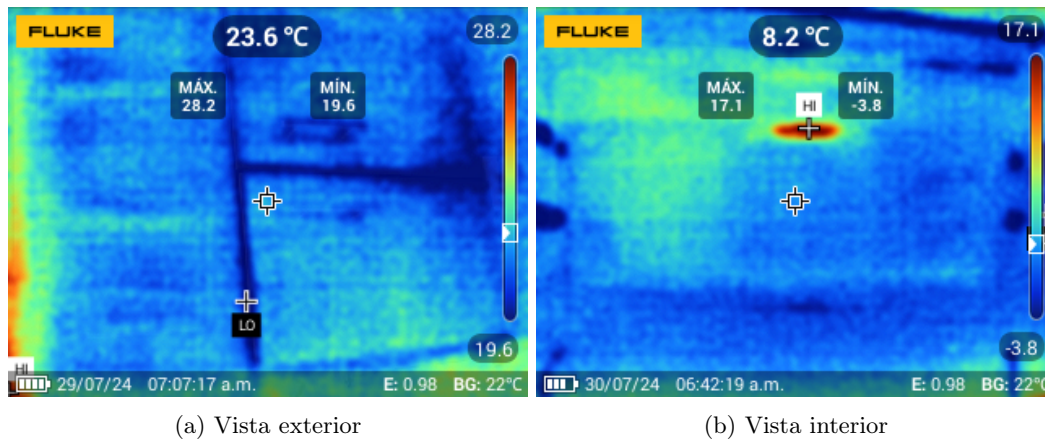 FLUKE
23.6 °C
28.2
MÁX.
28.2
MÍN.
19.6
LO
HI
19.6
29/07/24 07:07:17 a.m. E: 0.98 BG: 22°C
(a) Vista exterior
FLUKE
8.2 °C
17.1
MÁX.
17.1
HI
MÍN.
-3.8
-3.8
30/07/24 06:42:19 a.m. E: 0.98 BG: 22°C
(b) Vista interior